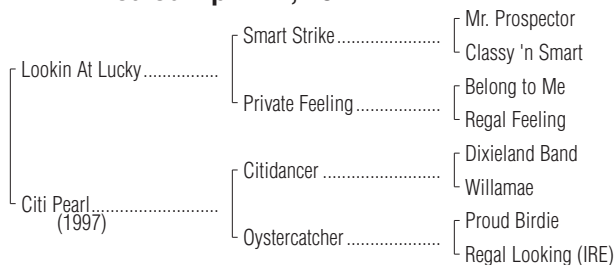 Smart Strike
Mr. Prospector
Classy 'n Smart
Lookin At Lucky
Private Feeling
Belong to Me
Regal Feeling
Citi Pearl
(1997)
Citidancer
Dixieland Band
Willamae
Oystercatcher
Proud Birdie
Regal Looking (IRE)